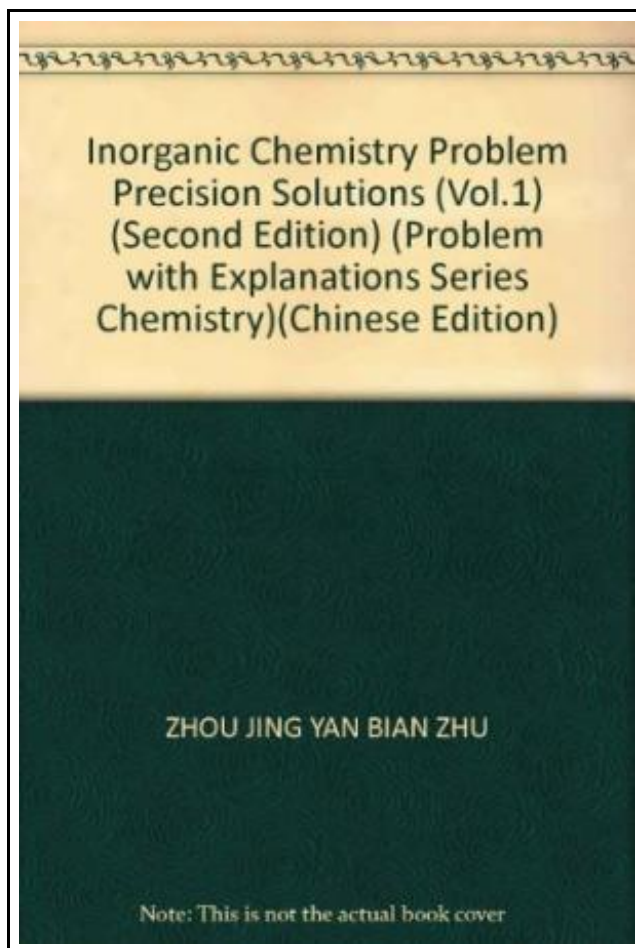 Inorganic Chemistry Problem
Precision Solutions (Vol.1)
(Second Edition) (Problem
with Explanations Series
Chemistry)(Chinese Edition)
ZHOU JING YAN BIAN ZHU
Note: This is not the actual book cover